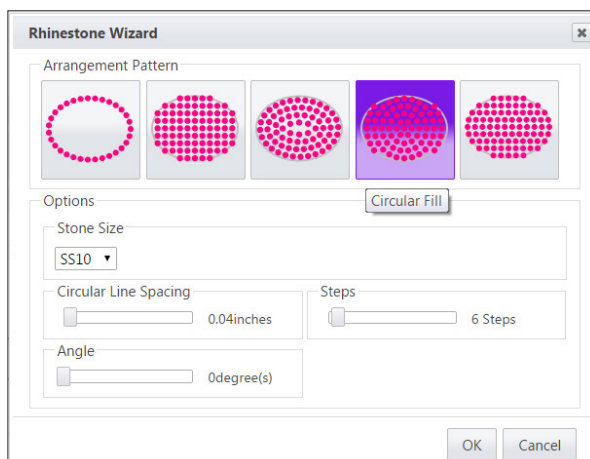 Rhinestone Wizard
Arrangement Pattern
Circular Fill
Options
Stone Size
SS10
Circular Line Spacing
0.04inches
Steps
6 Steps
Angle
0degree(s)
OK
Cancel